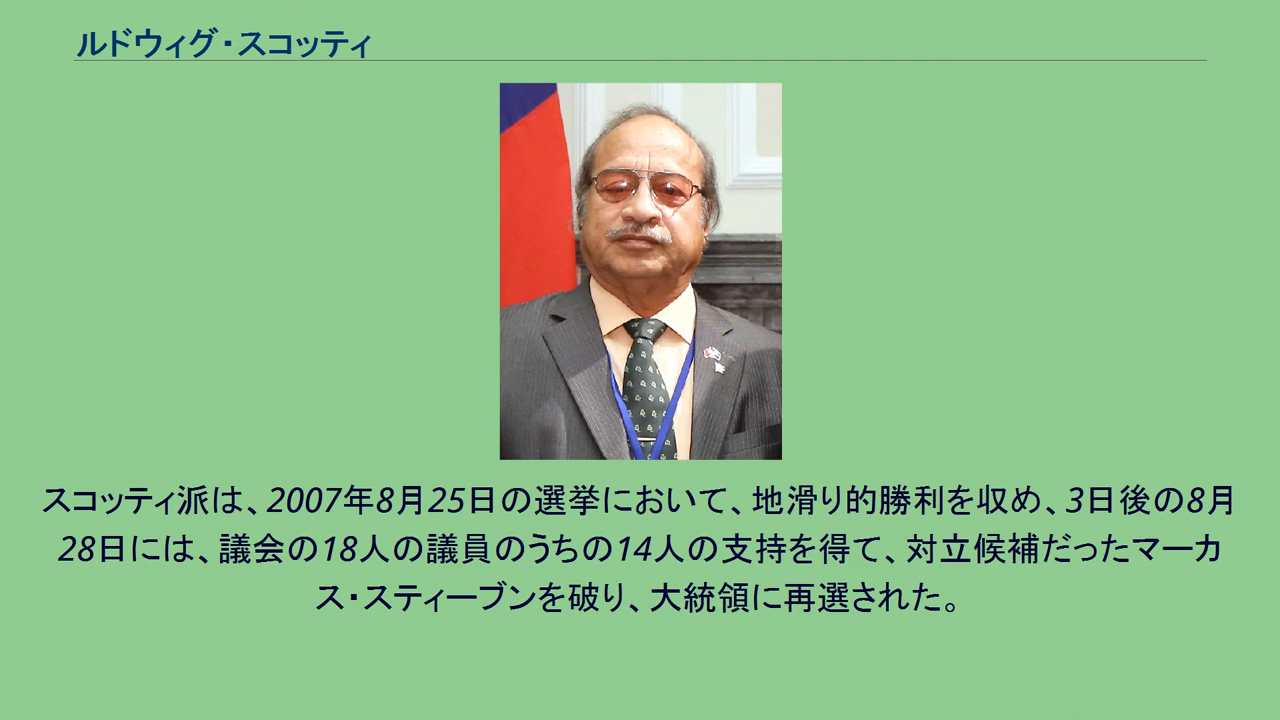 ルドウィグ・スコッティ
スコッティ派は、2007年8月25日の選挙において、地滑り的勝利を収め、3日後の8月
28日には、議会の18人の議員のうちの14人の支持を得て、対立候補だったマーカ
ス・スティーブンを破り、大統領に再選された。